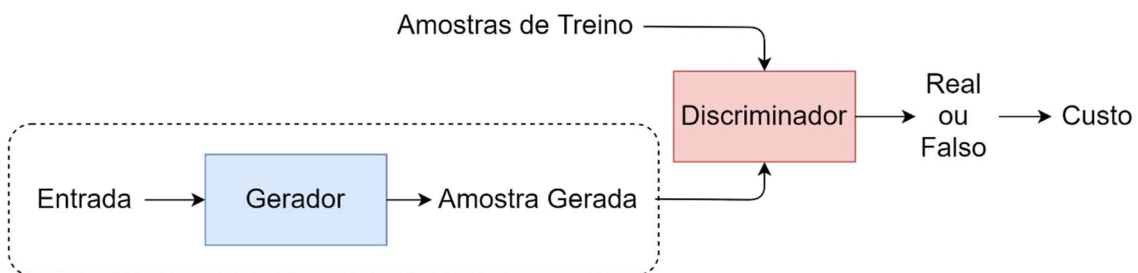 Amostras de Treino
Discriminador
Real
ou
Falso
Custo
Entrada
Gerador
Amostra Gerada